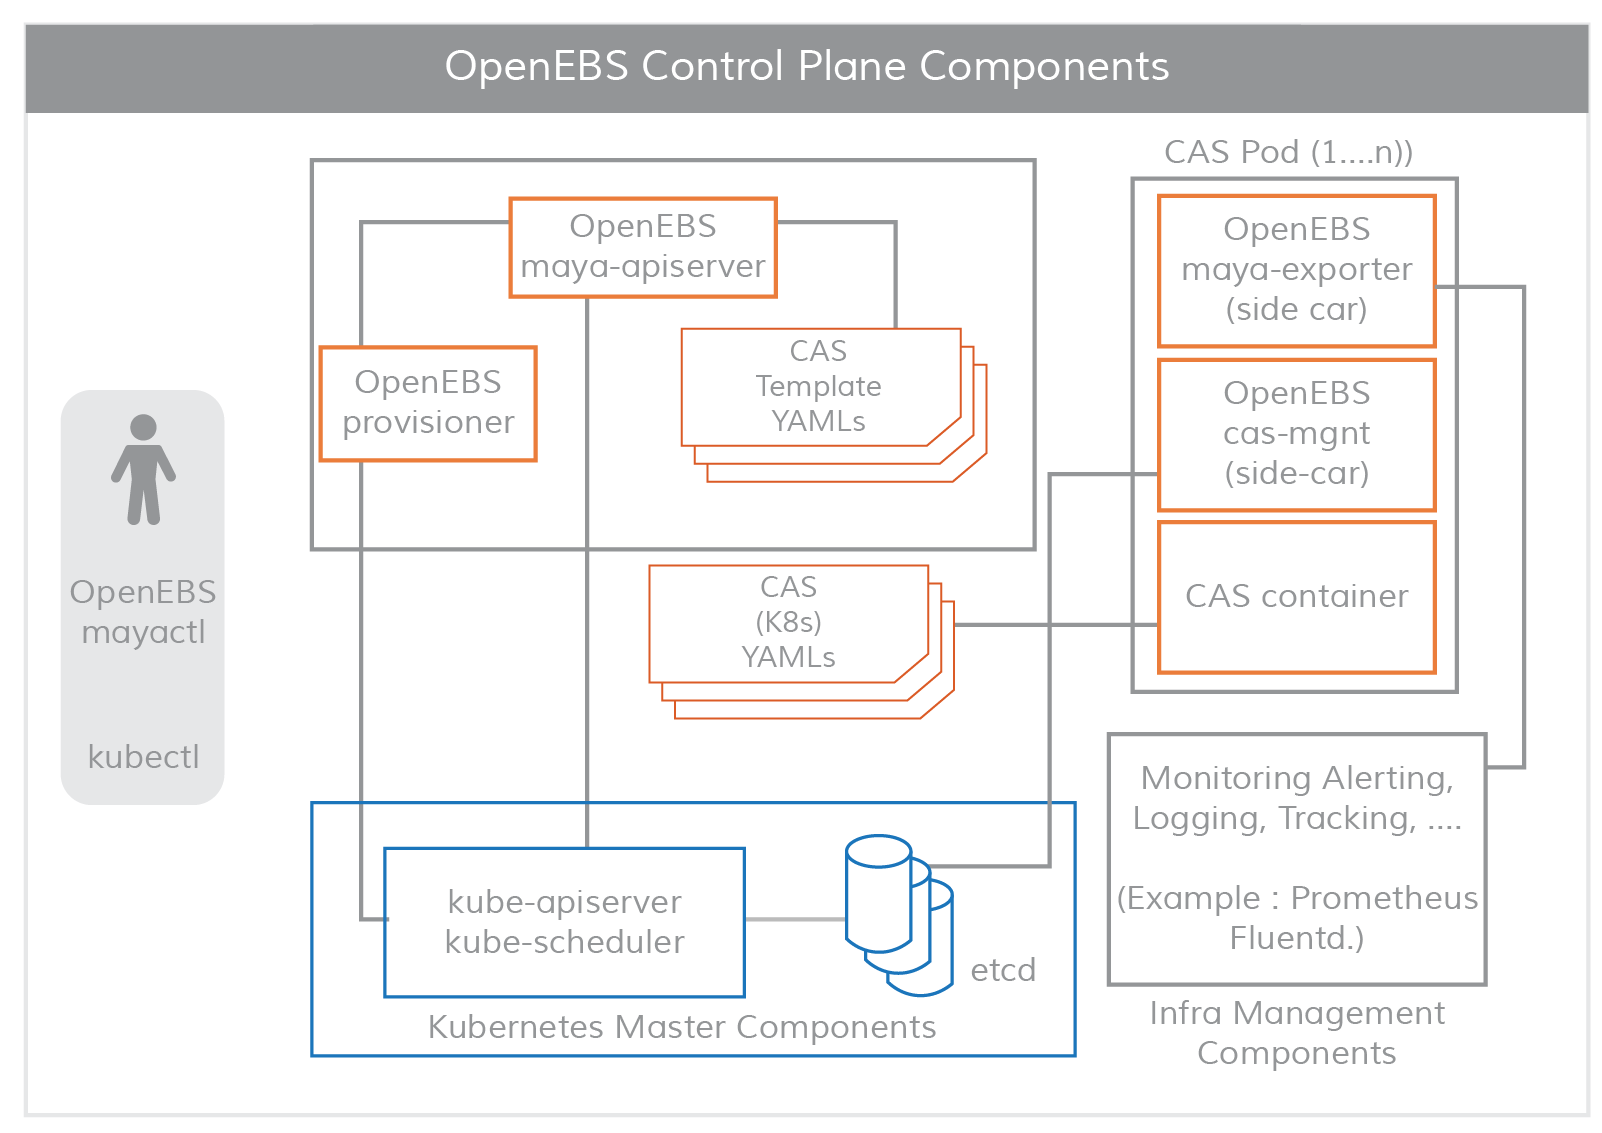 OpenEBS Control Plane Components
OpenEBS
maya-apiserver
OpenEBS
provisioner
CAS
Template
YAMLs
CAS Pod (1....n))
OpenEBS
maya-exporter
(side car)
OpenEBS
cas-mgnt
(side-car)
CAS container
OpenEBS
mayactl
kubectl
CAS
(K8s)
YAMLs
kube-apiserver
kube-scheduler
etcd
Kubernetes Master Components
Monitoring Alerting,
Logging, Tracking, ....
(Example : Prometheus
Fluentd.)
Infra Management
Components